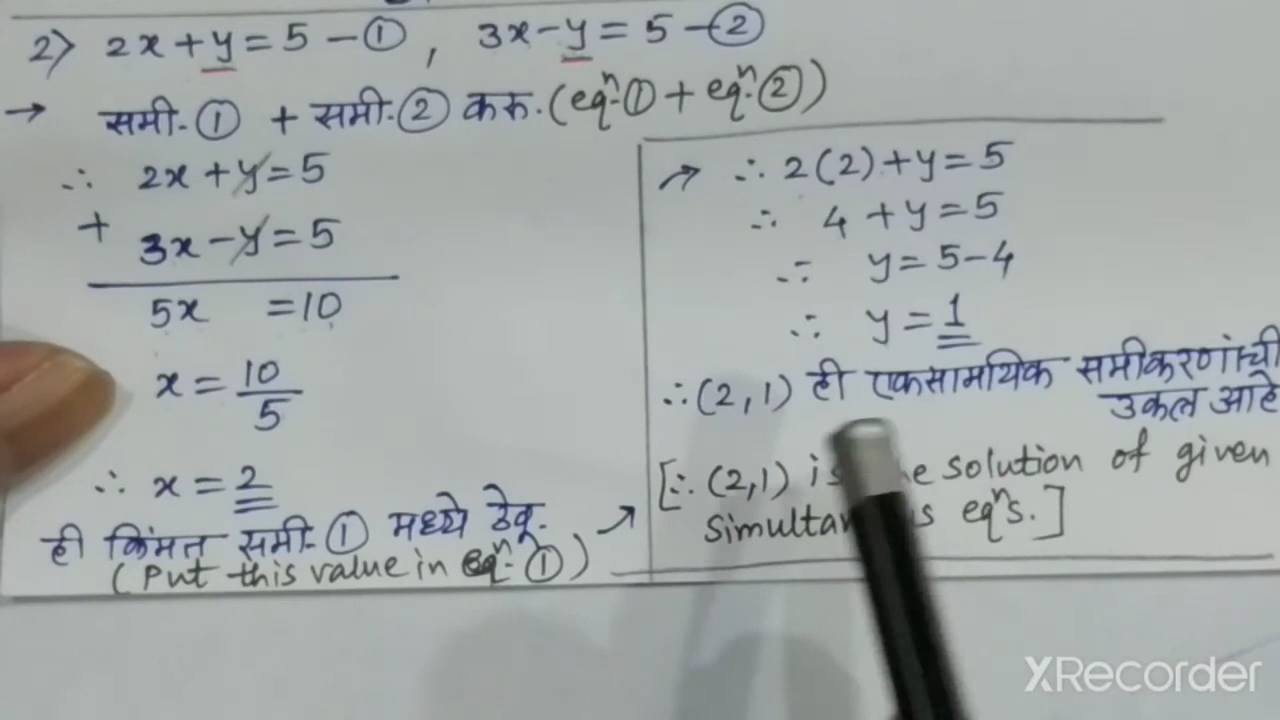 2) 2x + y = 5 - ①, 3x - y = 5 - ②
→ समी. ① + समी. ② करु. (eqⁿ. ① + eqⁿ. ②)
∴ 2x + y = 5
+ 3x - y = 5
5x = 10
x = 10/5
∴ x = 2
ही किंमत समी. ① मध्ये ठेवू.
(Put this value in eqⁿ. ①) →
→ ∴ 2(2) + y = 5
∴ 4 + y = 5
∴ y = 5 - 4
∴ y = 1
∴ (2, 1) ही एकसामयिक समीकरणांची
उकल आहे
[∴ (2,1) is solution of given
eqⁿs.]
XRecorder